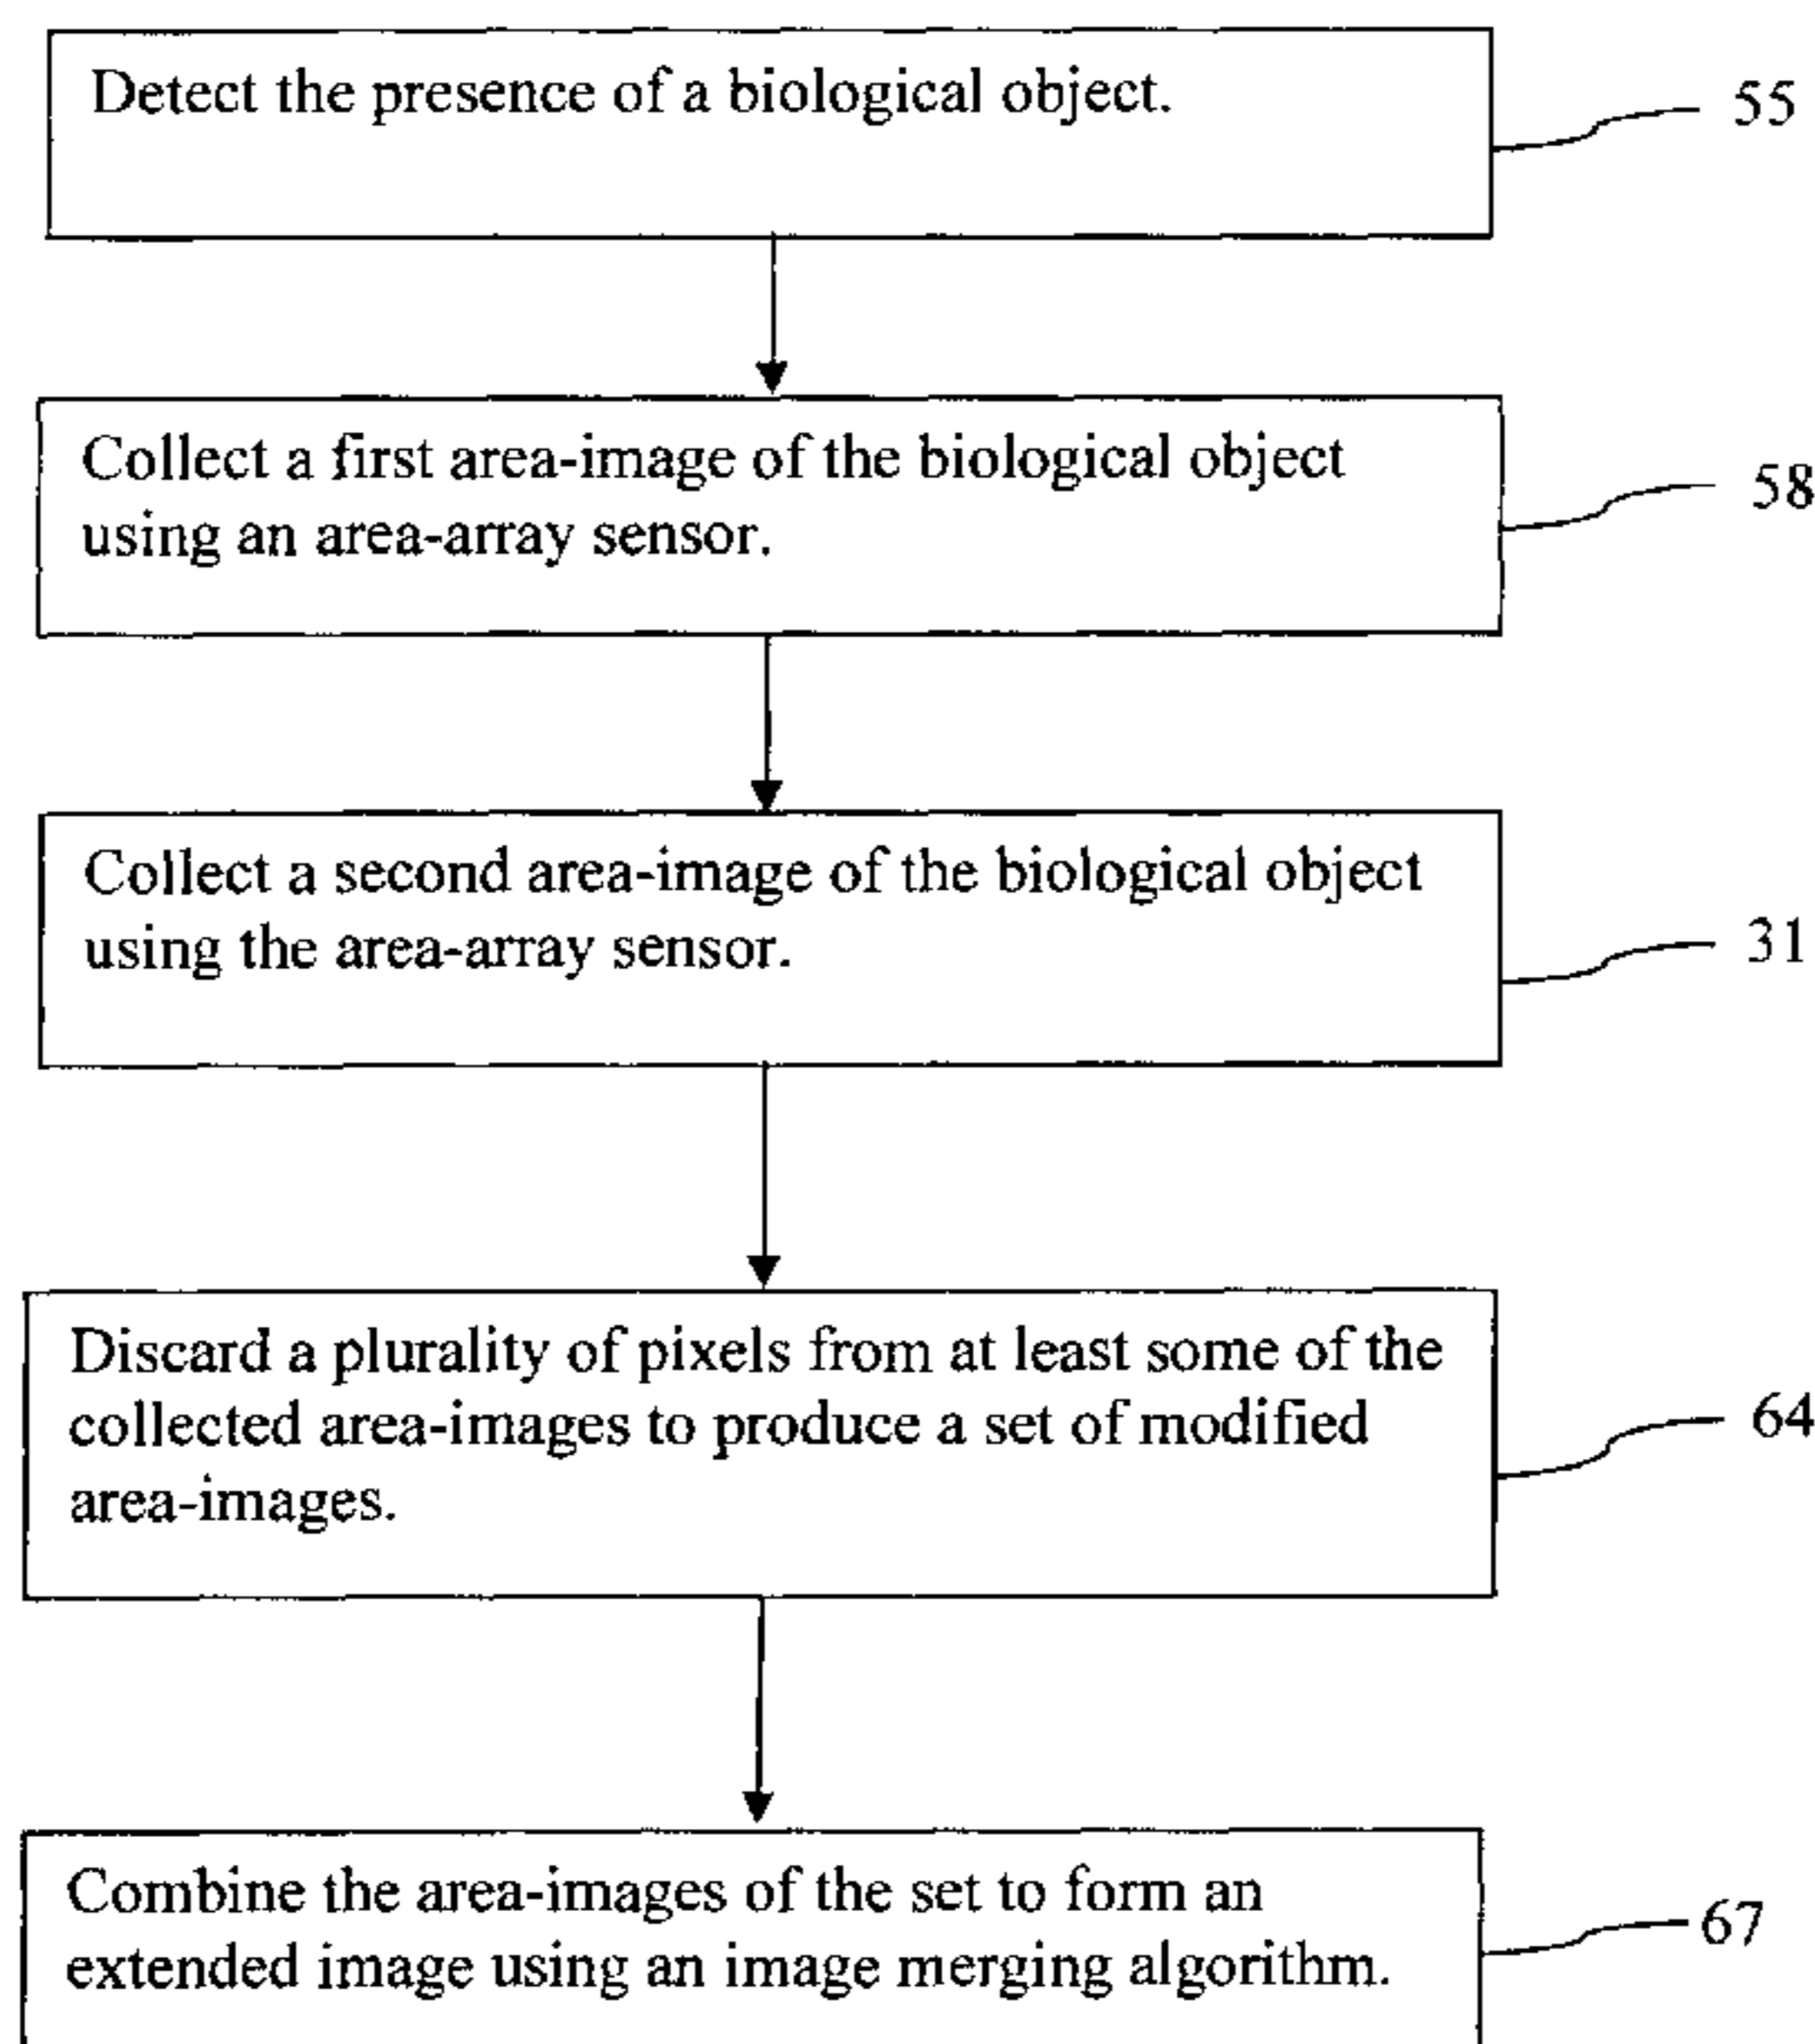 Detect the presence of a biological object.
55
Collect a first area-image of the biological object
using an area-array sensor.
58
Collect a second area-image of the biological object
using the area-array sensor.
31
Discard a plurality of pixels from at least some of the
collected area-images to produce a set of modified
area-images.
64
Combine the area-images of the set to form an
extended image using an image merging algorithm.
67